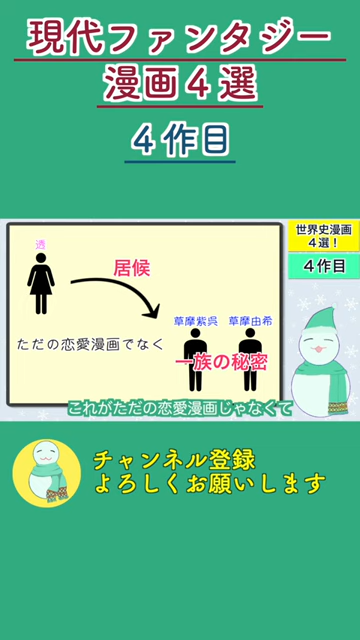 現代ファンタジー
漫画４選
４作目
透
居候
世界史漫画
４選！
４作目
草摩紫呉
草摩由希
ただの恋愛漫画でなく
一族の秘密
これがただの恋愛漫画じゃなくて
チャンネル登録
よろしくお願いします